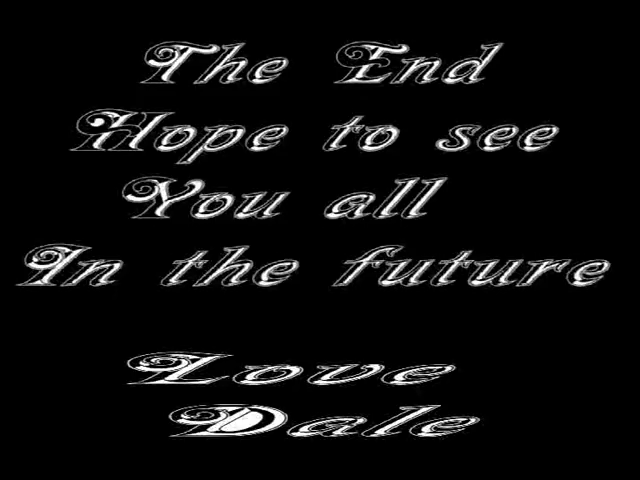 The End
Hope to see
You all
In the future
Love
Dale